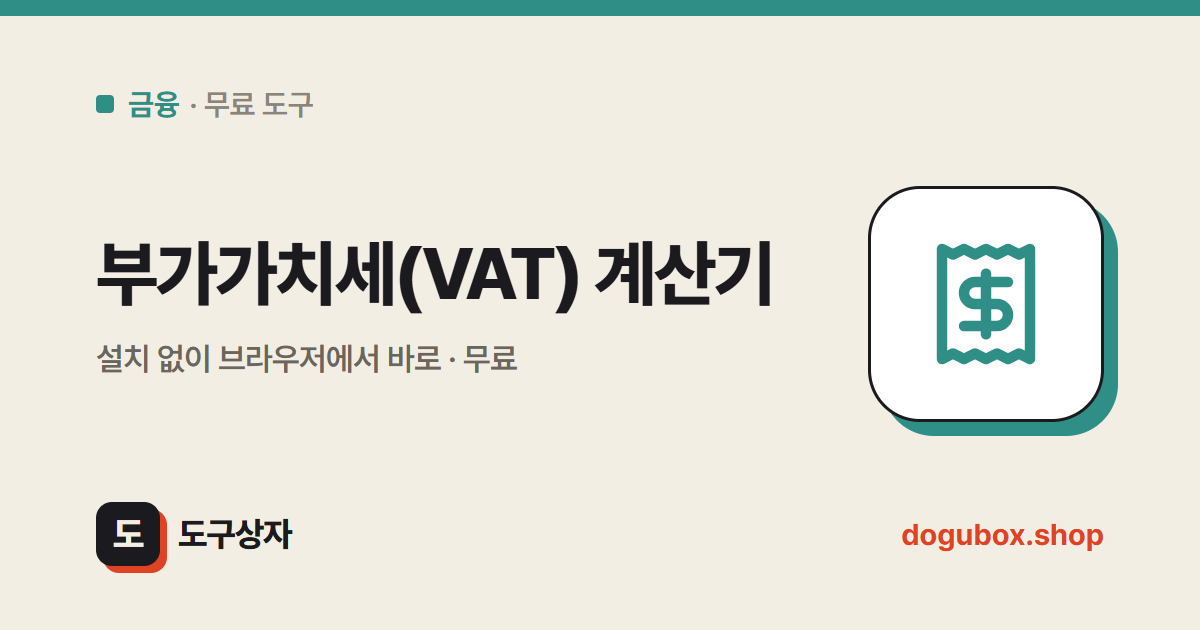 금융 · 무료 도구
부가가치세(VAT) 계산기
설치 없이 브라우저에서 바로 · 무료
도 도구상자
dogubox.shop